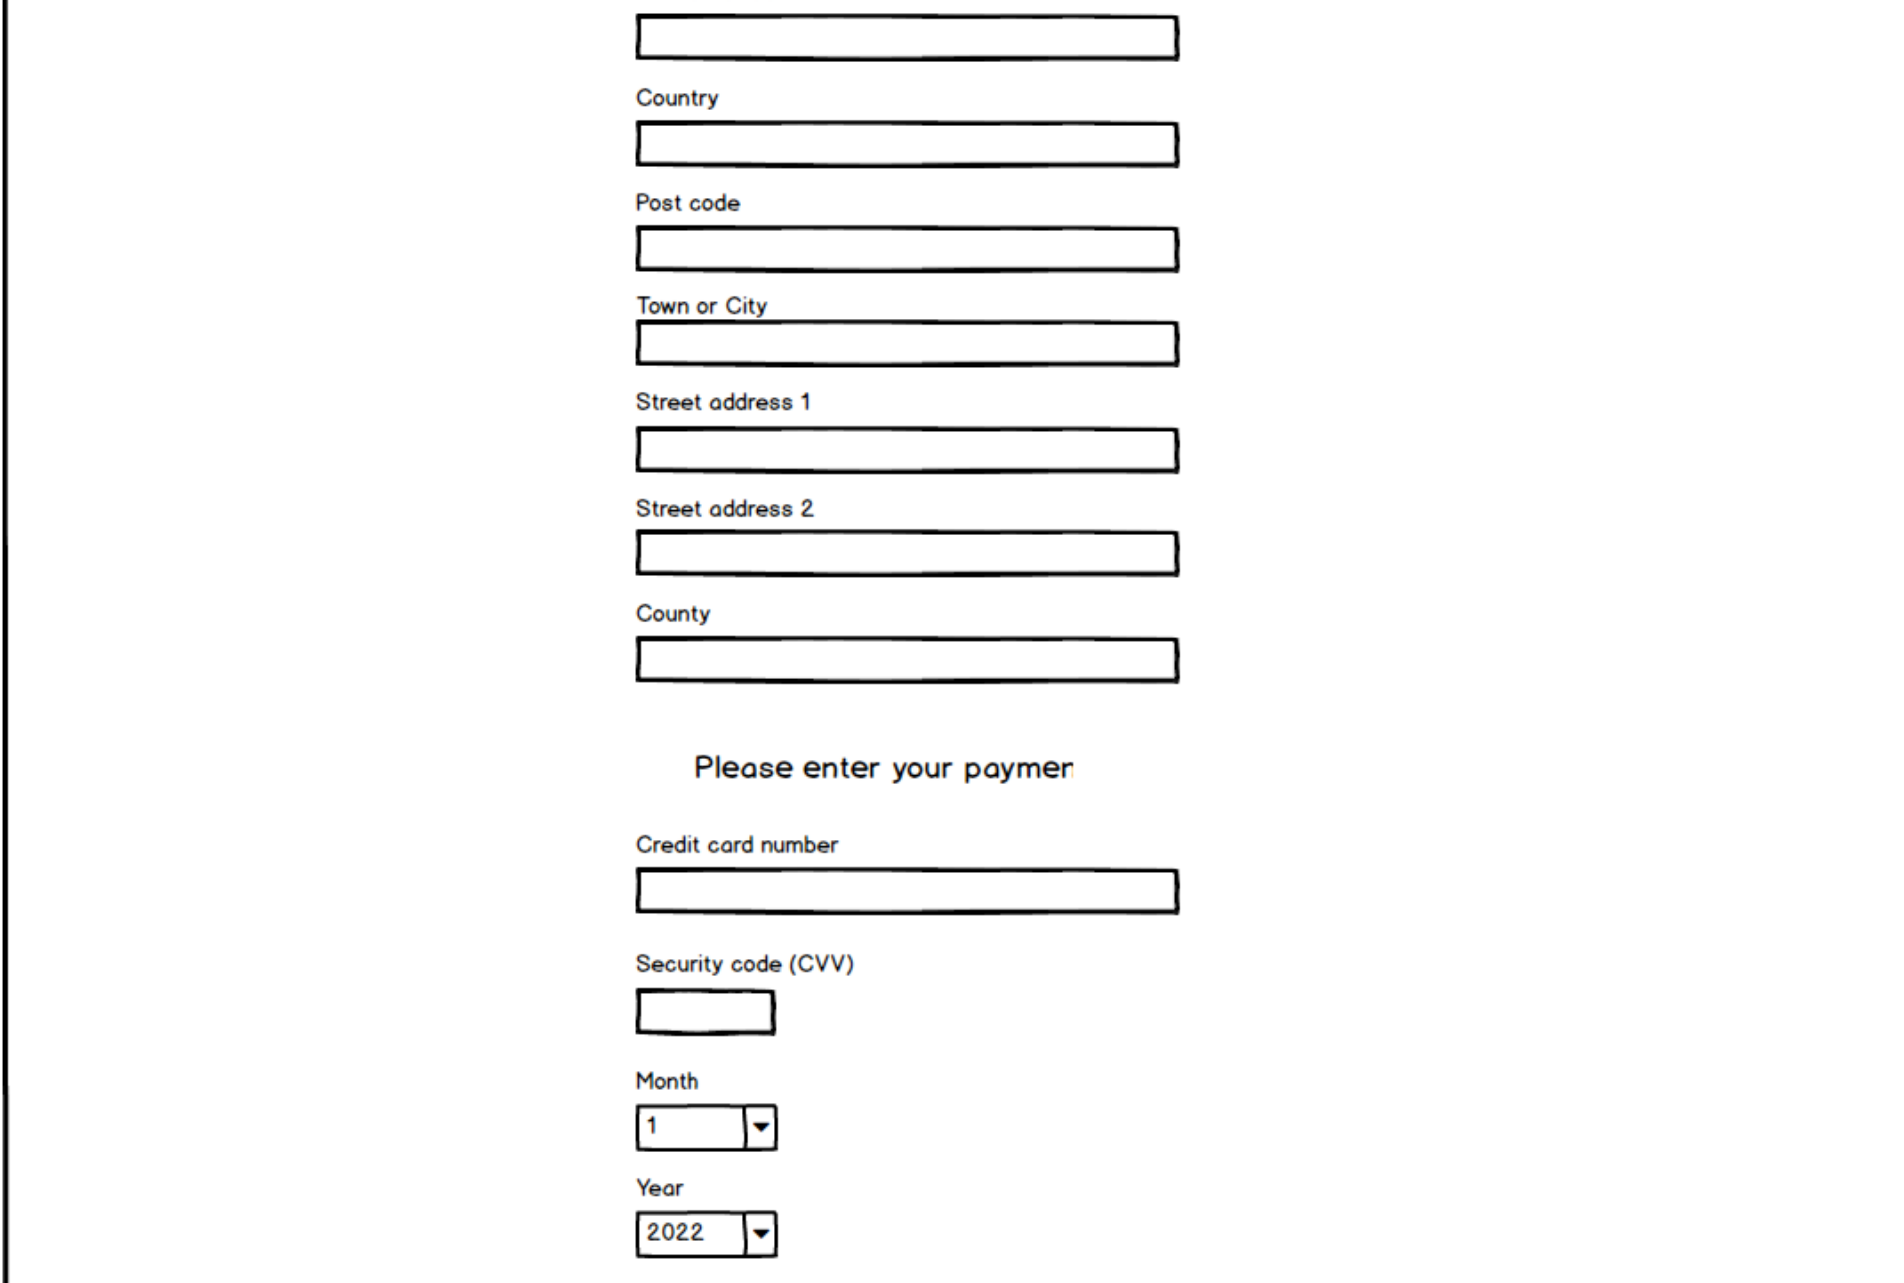 Country
Post code
Town or City
Street address 1
Street address 2
County
Please enter your
Credit card number
Security code (CVV)
Month
1
Year
2022